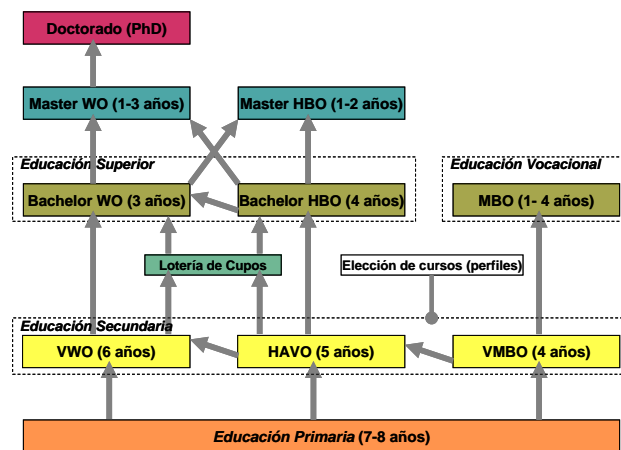 Doctorado (PhD)
Master WO (1-3 años)
Master HBO (1-2 años)
Educación Superior
Educación Vocacional
Bachelor WO (3 años)
Bachelor HBO (4 años)
MBO (1- 4 años)
Lotería de Cupos
Elección de cursos (perfiles)
Educación Secundaria
VWO (6 años)
HAVO (5 años)
VMBO (4 años)
Educación Primaria (7-8 años)